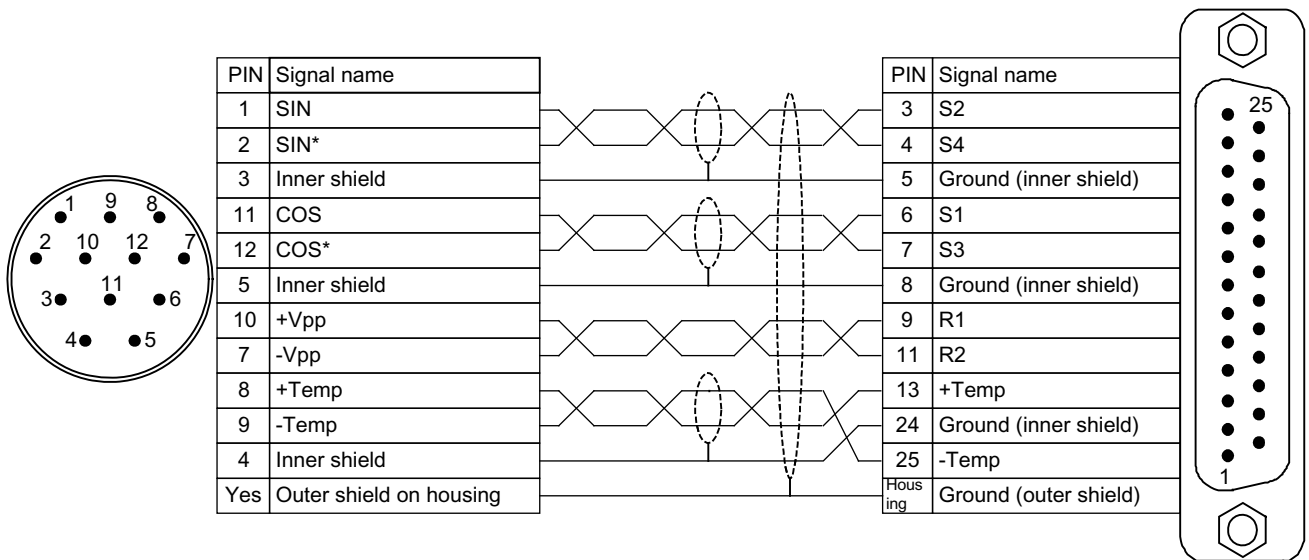 PIN Signal name
1 SIN
2 SIN*
3 Inner shield
11 COS
12 COS*
5 Inner shield
10 +Vpp
7 -Vpp
8 +Temp
9 -Temp
4 Inner shield
Yes Outer shield on housing
PIN Signal name
3 S2
4 S4
5 Ground (inner shield)
6 S1
7 S3
8 Ground (inner shield)
9 R1
11 R2
13 +Temp
24 Ground (inner shield)
25 -Temp
Hous
ing Ground (outer shield)
1 9 8
2 10 12 7
3 11 6
4 5
25
1